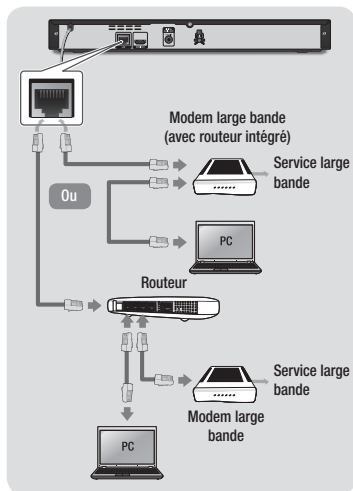 Modem large bande
(avec routeur intégré)
Service large
bande
Ou
PC
Routeur
Service large
bande
Modem large
bande
PC